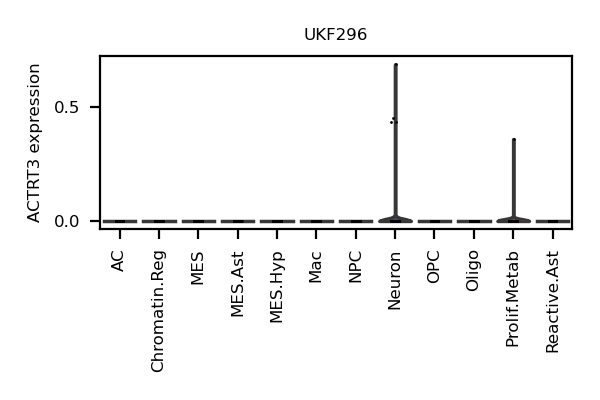 UKF296
ACTRT3 expression
0.5
0.0
AC
Chromatin.Reg
MES
MES.Ast
MES.Hyp
Mac
NPC
Neuron
OPC
Oligo
Prolif.Metab
Reactive.Ast